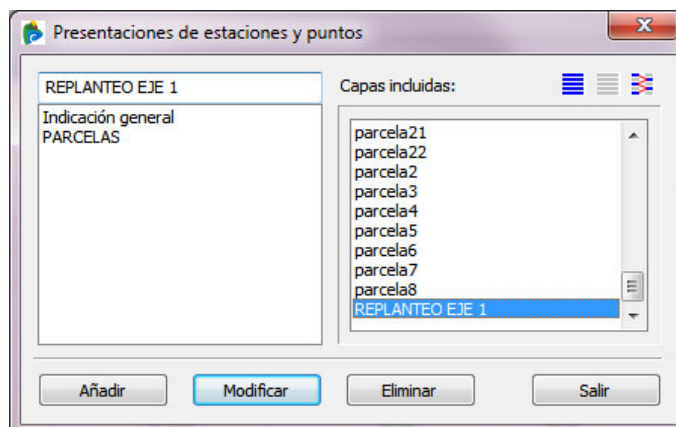 Presentaciones de estaciones y puntos
REPLANTEO EJE 1
Indicación general
PARCELAS
Capas incluidas:
parcela21
parcela22
parcela2
parcela3
parcela4
parcela5
parcela6
parcela7
parcela8
REPLANTEO EJE 1
Añadir
Modificar
Eliminar
Salir